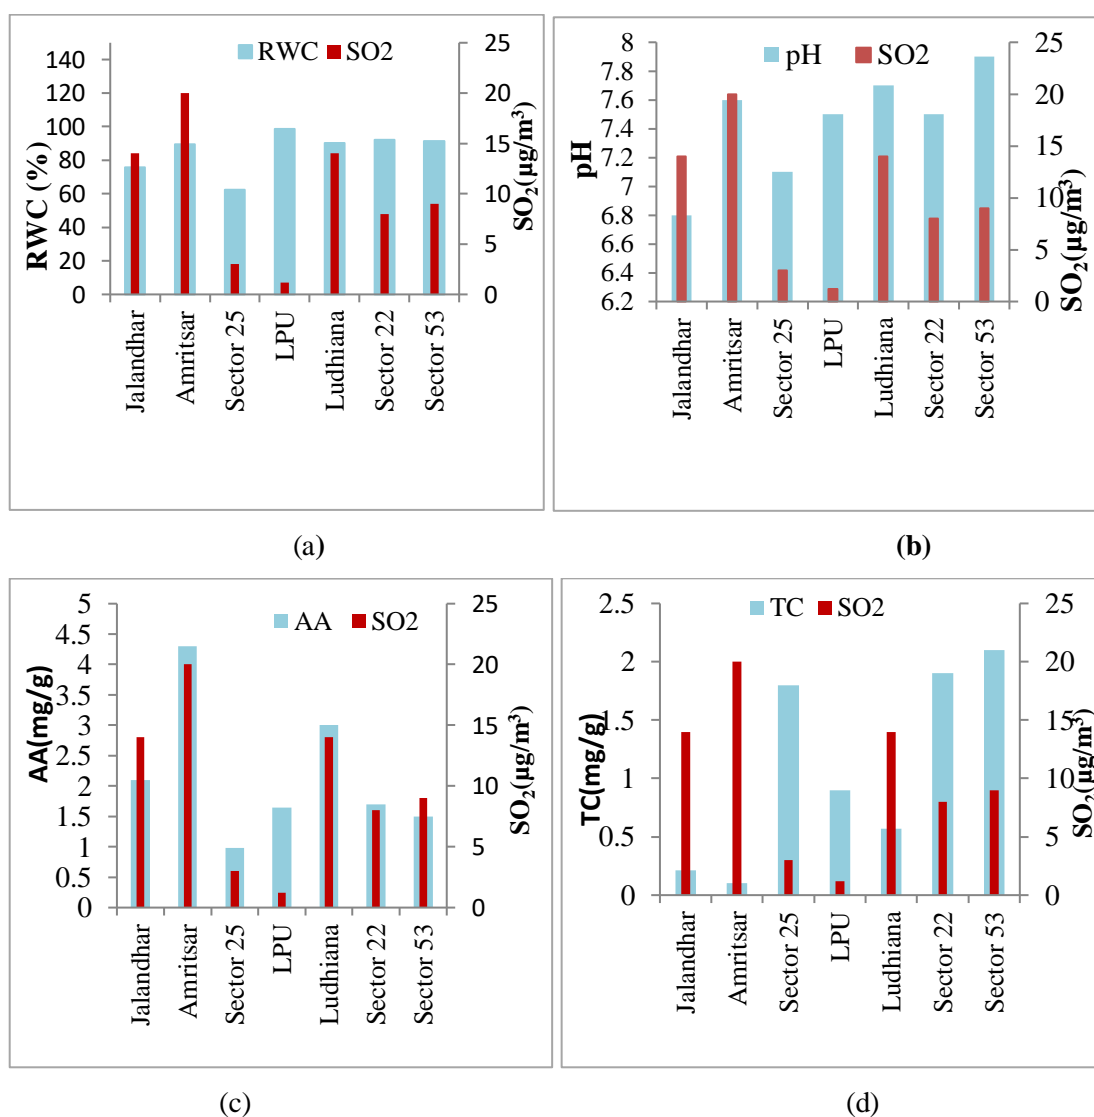 RWC SO2
RWC (%)
140
120
100
80
60
40
20
0
25
20
15
10
5
0
SO2(µg/m3)
Jalandhar
Amritsar
Sector 25
LPU
Ludhiana
Sector 22
Sector 53
(a)
pH SO2
pH
8
7.8
7.6
7.4
7.2
7
6.8
6.6
6.4
6.2
25
20
15
10
5
0
SO2(µg/m3)
Jalandhar
Amritsar
Sector 25
LPU
Ludhiana
Sector 22
Sector 53
(b)
AA SO2
AA(mg/g)
5
4.5
4
3.5
3
2.5
2
1.5
1
0.5
0
25
20
15
10
5
0
SO2(µg/m3)
Jalandhar
Amritsar
Sector 25
LPU
Ludhiana
Sector 22
Sector 53
(c)
TC SO2
TC(mg/g)
2.5
2
1.5
1
0.5
0
25
20
15
10
5
0
SO2(µg/m3)
Jalandhar
Amritsar
Sector 25
LPU
Ludhiana
Sector 22
Sector 53
(d)